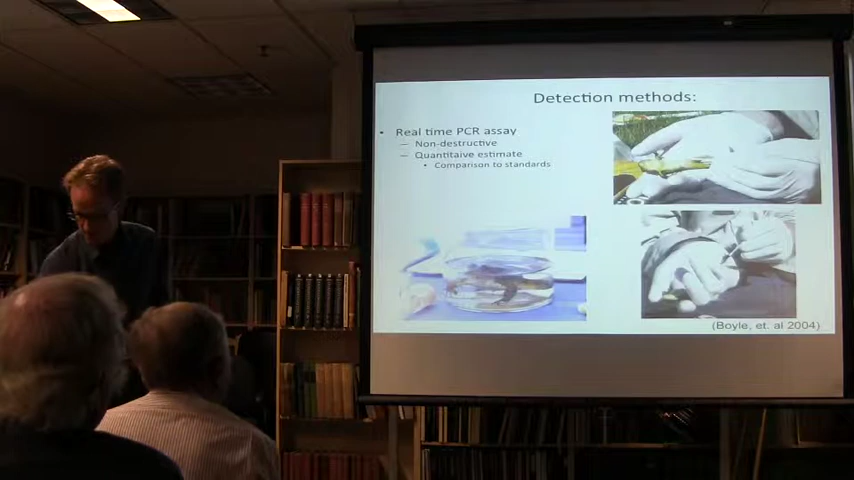 Detection methods:
• Real time PCR assay
– Non-destructive
– Quantitaive estimate
• Comparison to standards
(Boyle, et. al 2004)